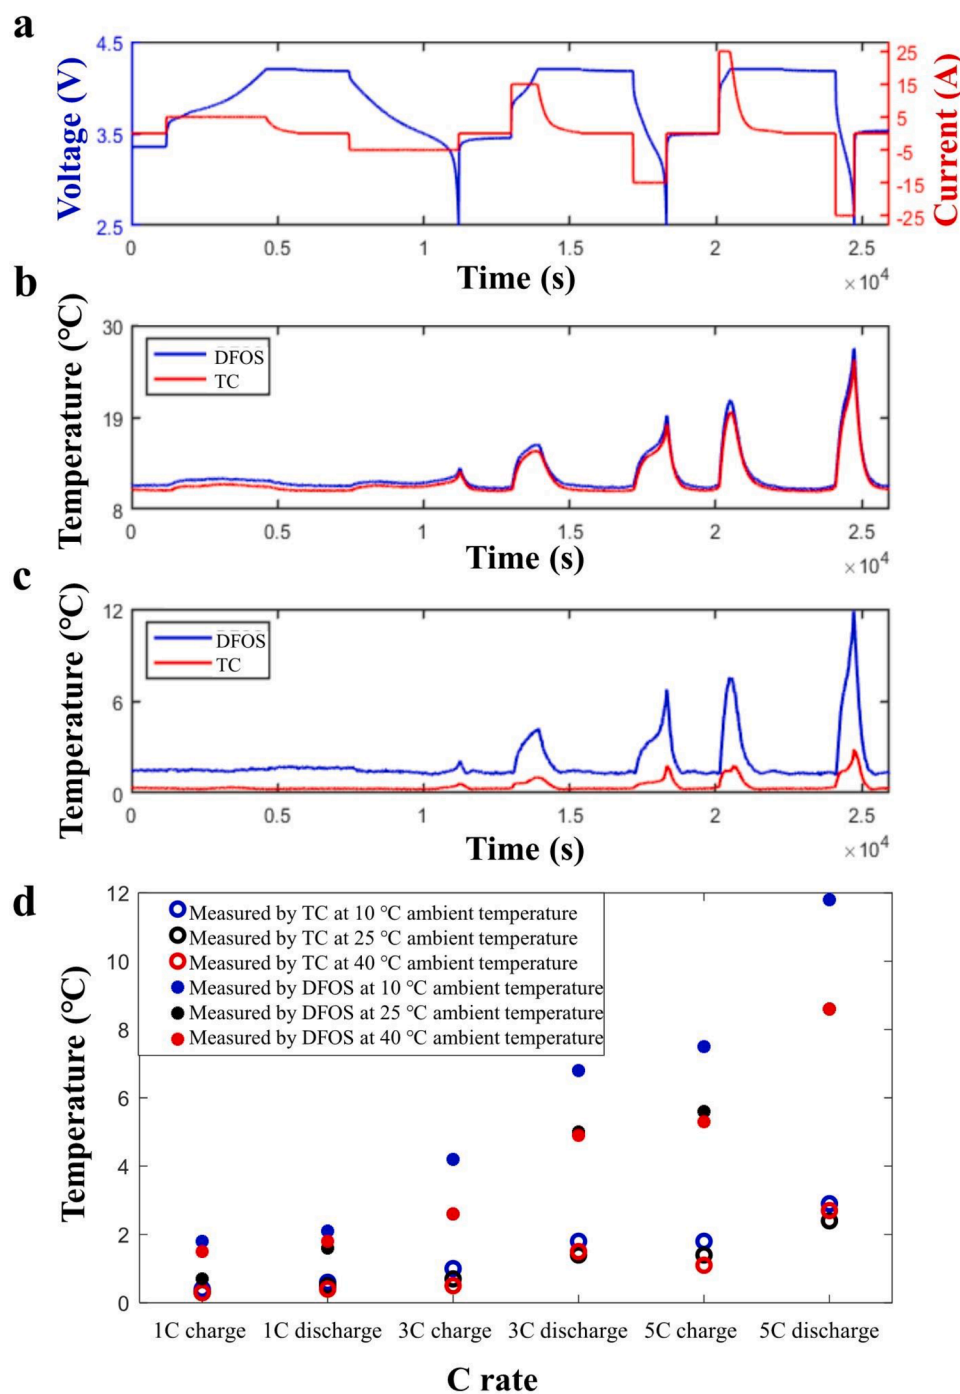 a
Voltage (V)
4.5
3.5
2.5
25
15
5
-5
-15
-25
Current (A)
0 0.5 1 1.5 2 2.5
Time (s)
×10⁴
b
Temperature (°C)
30
19
8
DFOS
TC
0 0.5 1 1.5 2 2.5
Time (s)
×10⁴
c
Temperature (°C)
12
6
0
DFOS
TC
0 0.5 1 1.5 2 2.5
Time (s)
×10⁴
d
Temperature (°C)
12
10
8
6
4
2
0
Measured by TC at 10 °C ambient temperature
Measured by TC at 25 °C ambient temperature
Measured by TC at 40 °C ambient temperature
Measured by DFOS at 10 °C ambient temperature
Measured by DFOS at 25 °C ambient temperature
Measured by DFOS at 40 °C ambient temperature
1C charge 1C discharge 3C charge 3C discharge 5C charge 5C discharge
C rate